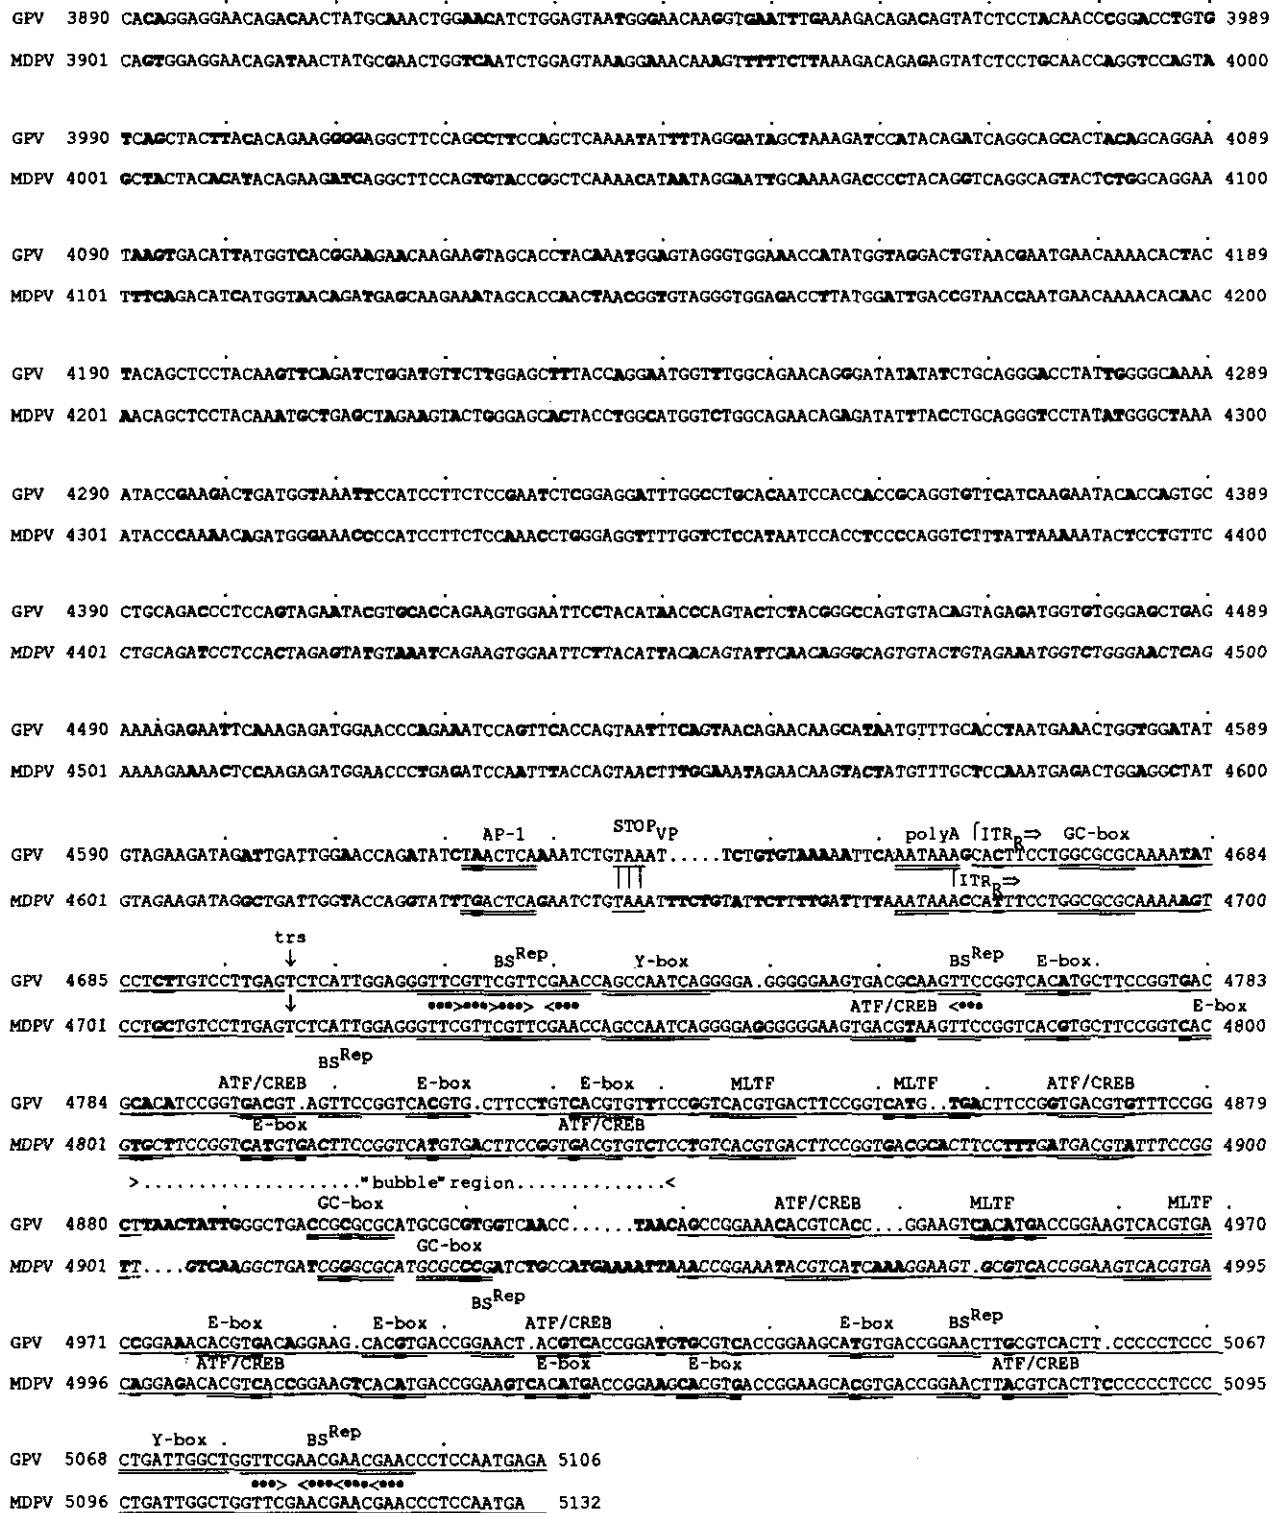 GPV 3890 CACAGGAGGAACAGACAACTATGCAAACTGGAACATCTGGAGTAATGGGAACAAGGTGAATTTGAAAGACAGACAGTATCTCCTACAACCCGGACCTGTG 3989
MDPV 3901 CAGTGGAGGAACAGATAACTATGCGAACTGGTCAATCTGGAGTAAAGGAAACAAAGTTTTTCTTAAAGACAGAGAGTATCTCCTGCAACCAGGTCCAGTA 4000
GPV 3990 TCAGCTACTTACACAGAAGGGGAGGCTTCCAGCCTTCCAGCTCAAAATATTTTAGGGATAGCTAAAGATCCATACAGATCAGGCAGCACTACAGCAGGAA 4089
MDPV 4001 GCTACTACACATACAGAAGATCAGGCTTCCAGTGTACCGGCTCAAAACATAATAGGAATTGCAAAAGACCCCTACAGGTCAGGCAGTACTCTGGCAGGAA 4100
GPV 4090 TAAGTGACATTATGGTCACGGAAGAACAAGAAGTAGCACCTACAAATGGAGTAGGGTGGAAACCATATGGTAGGACTGTAACGAATGAACAAAACACTAC 4189
MDPV 4101 TTTCAGACATCATGGTAACAGATGAGCAAGAAATAGCACCAACTAACGGTGTAGGGTGGAGACCTTATGGATTGACCGTAACCAATGAACAAAACACAAC 4200
GPV 4190 TACAGCTCCTACAAGTTCAGATCTGGATGTTCTTGGAGCTTTACCAGGAATGGTTTGGCAGAACAGGGATATATATCTGCAGGGACCTATTGGGGCAAAA 4289
MDPV 4201 AACAGCTCCTACAAATGCTGAGCTAGAAGTACTGGGAGCACTACCTGGCATGGTCTGGCAGAACAGAGATATTTACCTGCAGGGTCCTATATGGGCTAAA 4300
GPV 4290 ATACCGAAGACTGATGGTAAATTCCATCCTTCTCCGAATCTCGGAGGATTTGGCCTGCACAATCCACCACCGCAGGTGTTCATCAAGAATACACCAGTGC 4389
MDPV 4301 ATACCCAAAACAGATGGGAAACCCCATCCTTCTCCAAACCTGGGAGGTTTTGGTCTCCATAATCCACCTCCCCAGGTCTTTATTAAAAATACTCCTGTTC 4400
GPV 4390 CTGCAGACCCTCCAGTAGAATACGTGCACCAGAAGTGGAATTCCTACATAACCCAGTACTCTACGGGCCAGTGTACAGTAGAGATGGTGTGGGAGCTGAG 4489
MDPV 4401 CTGCAGATCCTCCACTAGAGTATGTAAATCAGAAGTGGAATTCTTACATTACACAGTATTCAACAGGGCAGTGTACTGTAGAAATGGTCTGGGAACTCAG 4500
GPV 4490 AAAAGAGAATTCAAAGAGATGGAACCCAGAAATCCAGTTCACCAGTAATTTCAGTAACAGAACAAGCATAATGTTTGCACCTAATGAAACTGGTGGATAT 4589
MDPV 4501 AAAAGAAAACTCCAAGAGATGGAACCCTGAGATCCAATTTACCAGTAACTTTGGAAATAGAACAAGTACTATGTTTGCTCCAAATGAGACTGGAGGCTAT 4600
AP-1 STOPVP polyA ⌈ITRR⇒ GC-box
GPV 4590 GTAGAAGATAGATTGATTGGAACCAGATATCTAACTCAAAATCTGTAAAT.....TCTGTGTAAAAATTCAAAATAAAGCACTTCCTGGCGCGCAAAATAT 4684
⌈ITRR⇒
MDPV 4601 GTAGAAGATAGGCTGATTGGTACCAGGTATTTGACTCAGAATCTGTAAATTTCTGTATTCTTTTGATTTTAAATAAACCATTTCCTGGCGCGCAAAAAGT 4700
trs
↓
BSRep Y-box BSRep E-box
GPV 4685 CCTCTTGTCCTTGAGTCTCATTGGAGGGTTCGTTCGTTCGAACCAGCCAATCAGGGGA.GGGGGAAGTGACGCAAGTTCCGGTCACATGCTTCCGGTGAC 4783
↓ •••>•••>•••> <••• ATF/CREB <••• E-box
MDPV 4701 CCTGCTGTCCTTGAGTCTCATTGGAGGGTTCGTTCGTTCGAACCAGCCAATCAGGGGAGGGGGGAAGTGACGTAAGTTCCGGTCACGTGCTTCCGGTCAC 4800
BSRep
ATF/CREB E-box E-box MLTF MLTF ATF/CREB
GPV 4784 GCACATCCGGTGACGT.AGTTCCGGTCACGTG.CTTCCTGTCACGTGTTTCCGGTCACGTGACTTCCGGTCATG..TGACTTCCGGTGACGTGTTTCCGG 4879
E-box ATF/CREB
MDPV 4801 GTGCTTCCGGTCATGTGACTTCCGGTCATGTGACTTCCGGTGACGTGTCTCCTGTCACGTGACTTCCGGTGACGCACTTCCTTTGATGACGTATTTCCGG 4900
>....................."bubble" region..............<
GC-box ATF/CREB MLTF MLTF
GPV 4880 CTTAACTATTGGGCTGACCGCGCGCATGCGCGTGGTCAACC......TAACAGCCGGAAACACGTCACC...GGAAGTCACATGACCGGAAGTCACGTGA 4970
GC-box
MDPV 4901 TT....GTCAAGGCTGATCGGGCGCATGCGCCCGATCTGCCATGAAAATTAAACCGGAAATACGTCATCAAAGGAAGT.GCGTCACCGGAAGTCACGTGA 4995
BSRep
E-box E-box ATF/CREB E-box BSRep
GPV 4971 CCGGAAACACGTGACAGGAAG.CACGTGACCGGAACT.ACGTCACCGGATGTGCGTCACCGGAAGCATGTGACCGGAACTTGCGTCACTT.CCCCCTCCC 5067
ATF/CREB E-box E-box ATF/CREB
MDPV 4996 CAGGAGACACGTCACCGGAAGTCACATGACCGGAAGTCACATGACCGGAAGCACGTGACCGGAAGCACGTGACCGGAACTTACGTCACTTCCCCCCTCCC 5095
Y-box BSRep
GPV 5068 CTGATTGGCTGGTTCGAACGAACGAACCCTCCAATGAGA 5106
•••> <•••<•••<•••
MDPV 5096 CTGATTGGCTGGTTCGAACGAACGAACCCTCCAATGA 5132